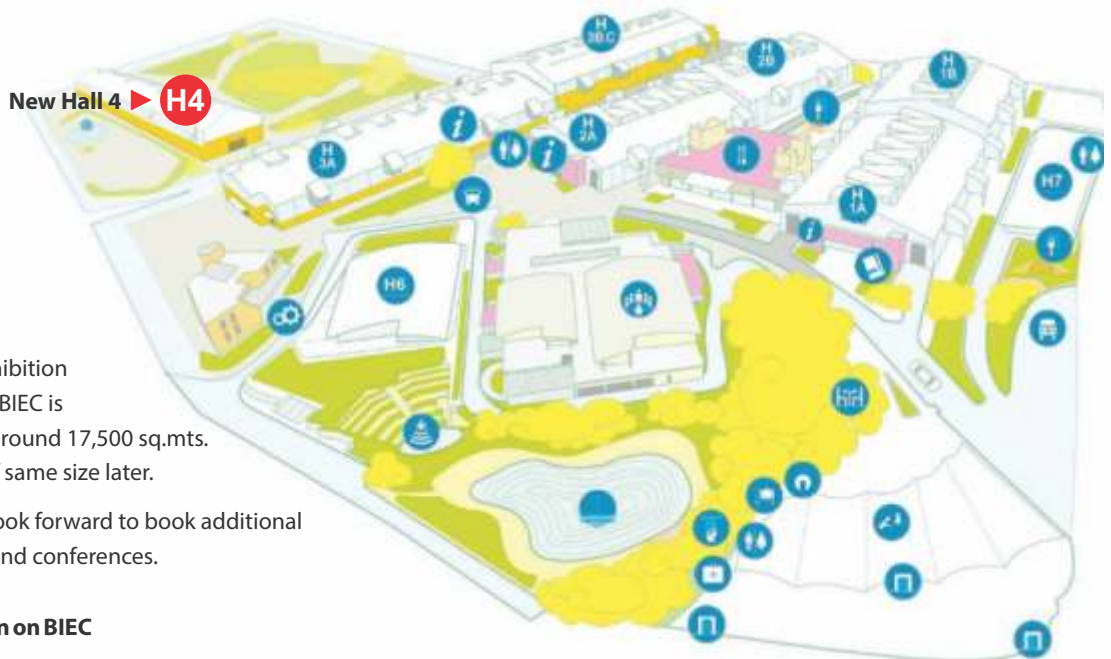 H
3B,C
H
2B
H
1B
New Hall 4
H4
H
2A
H
3A
i
i
H7
H
1A
i
H6
hibition
BIEC is
round 17,500 sq.mts.
same size later.
ook forward to book additional
nd conferences.
n on BIEC